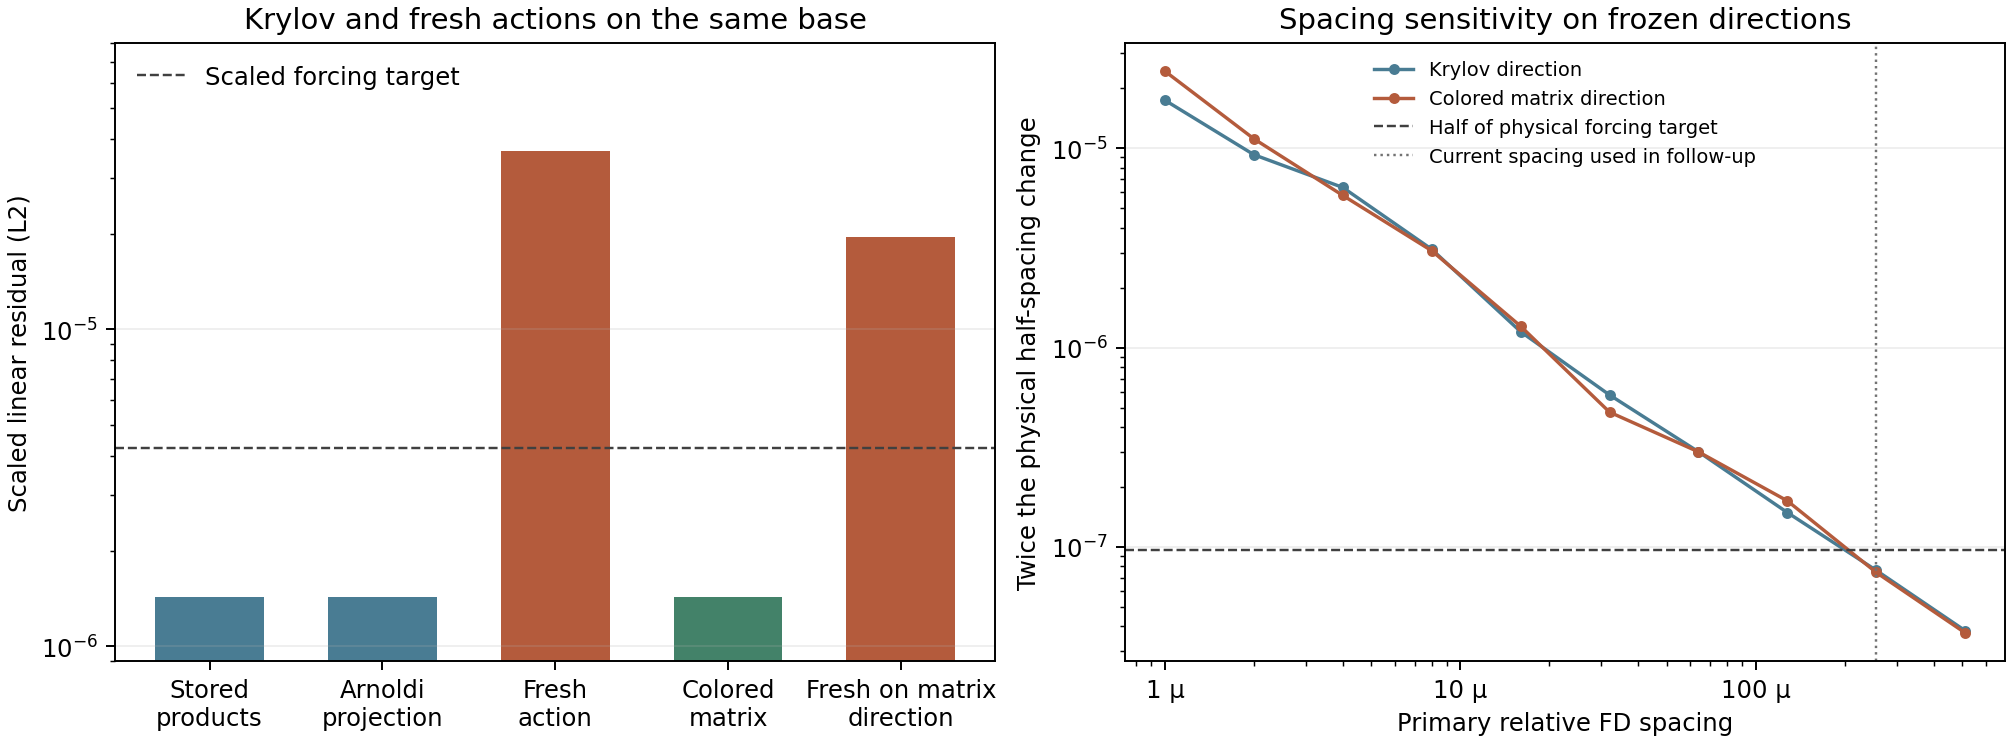 Krylov and fresh actions on the same base
Scaled forcing target
Scaled linear residual (L2)
10⁻⁵
10⁻⁶
Stored
products
Arnoldi
projection
Fresh
action
Colored
matrix
Fresh on matrix
direction
Spacing sensitivity on frozen directions
Krylov direction
Colored matrix direction
Half of physical forcing target
Current spacing used in follow-up
Twice the physical half-spacing change
10⁻⁵
10⁻⁶
10⁻⁷
1 µ
10 µ
100 µ
Primary relative FD spacing